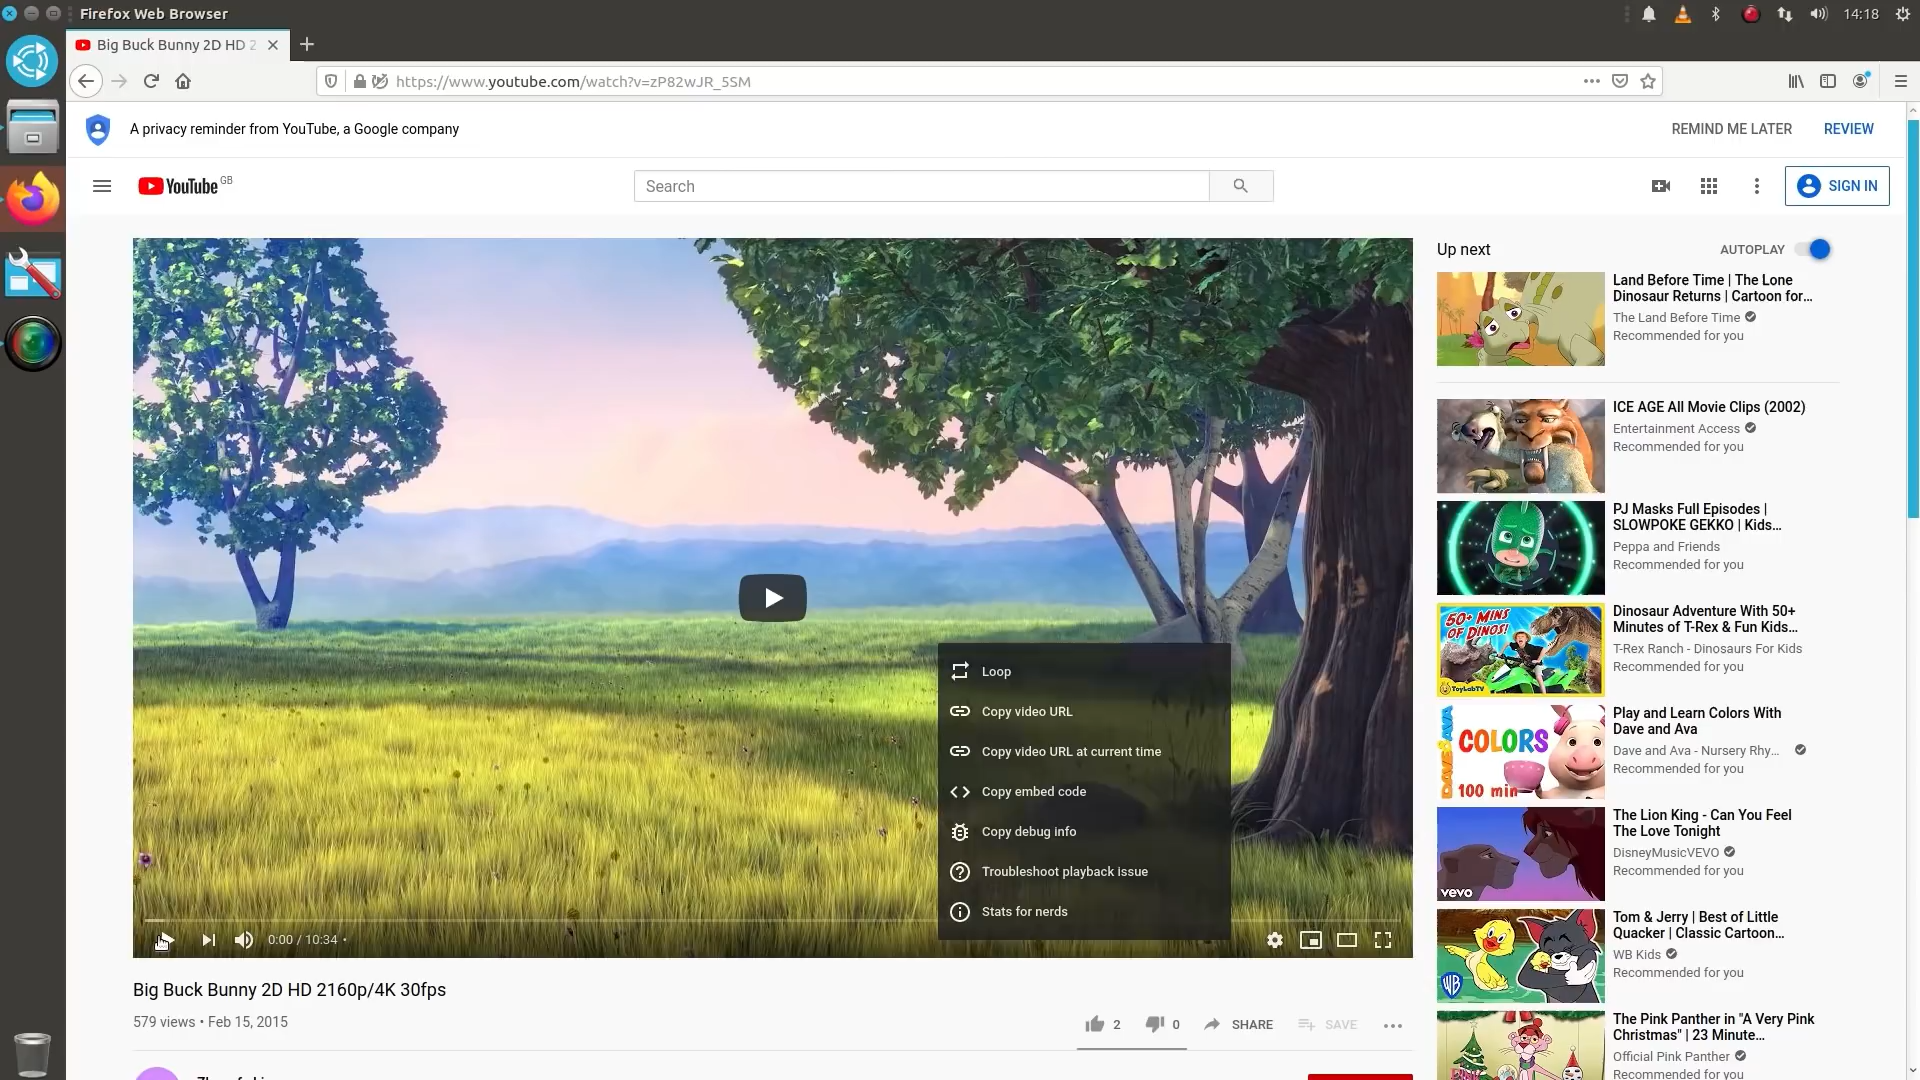 Firefox Web Browser
14:18
Big Buck Bunny 2D HD 2
https://www.youtube.com/watch?v=zP82wJR_5SM
A privacy reminder from YouTube, a Google company
REMIND ME LATER
REVIEW
YouTube GB
Search
SIGN IN
Up next
AUTOPLAY
Land Before Time | The Lone
Dinosaur Returns | Cartoon for...
The Land Before Time
Recommended for you
ICE AGE All Movie Clips (2002)
Entertainment Access
Recommended for you
PJ Masks Full Episodes |
SLOWPOKE GEKKO | Kids...
Peppa and Friends
Recommended for you
50+ MINS
OF DINOS!
ToyLabTV
Dinosaur Adventure With 50+
Minutes of T-Rex & Fun Kids...
T-Rex Ranch - Dinosaurs For Kids
Recommended for you
DAVE AVA
COLORS
100 min
Play and Learn Colors With
Dave and Ava
Dave and Ava - Nursery Rhy...
Recommended for you
vevo
The Lion King - Can You Feel
The Love Tonight
DisneyMusicVEVO
Recommended for you
WB
Tom & Jerry | Best of Little
Quacker | Classic Cartoon...
WB Kids
Recommended for you
The Pink Panther in "A Very Pink
Christmas" | 23 Minute...
Official Pink Panther
Recommended for you
Loop
Copy video URL
Copy video URL at current time
Copy embed code
Copy debug info
Troubleshoot playback issue
Stats for nerds
0:00 / 10:34 •
Big Buck Bunny 2D HD 2160p/4K 30fps
579 views • Feb 15, 2015
2
0
SHARE
SAVE